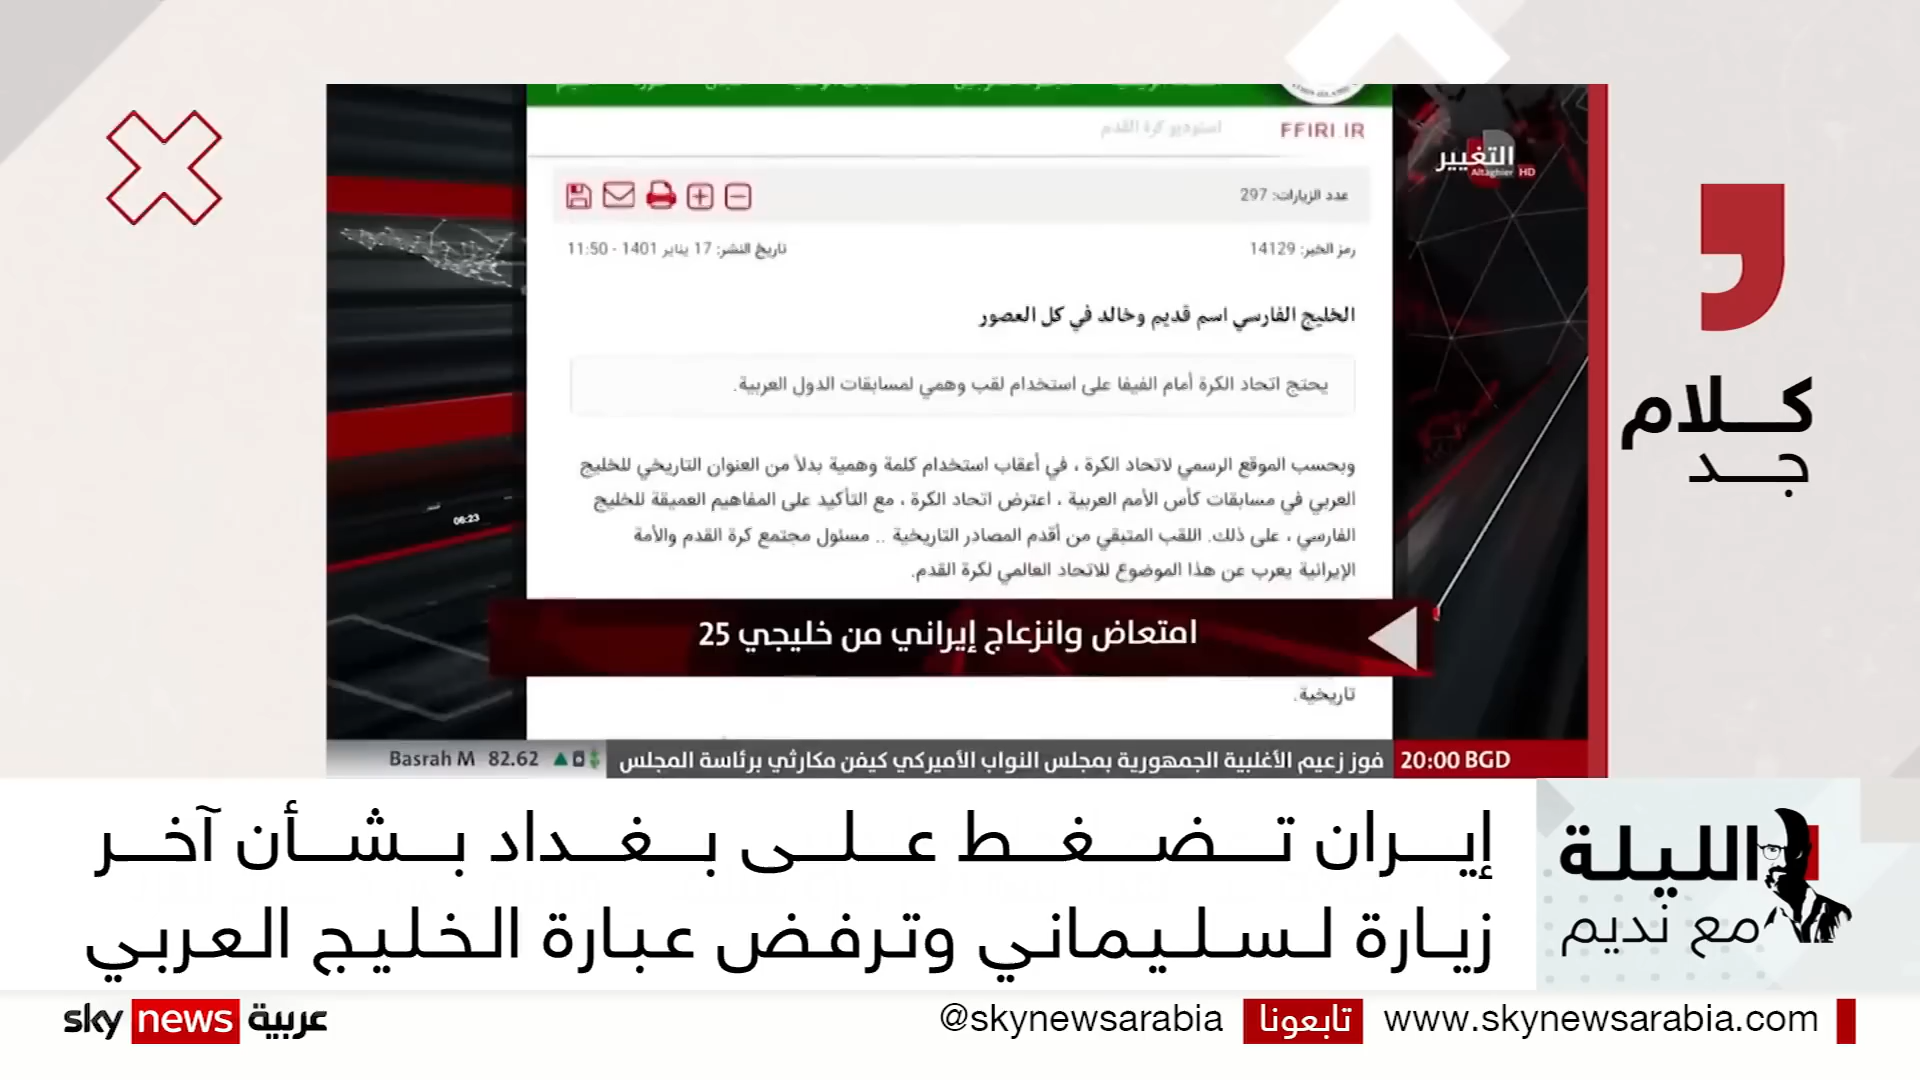 استوديو كرة القدم
FFIRI.IR
التغيير
Altaghier HD
عدد الزيارات: 297
رمز الخبر: 14129
تاريخ النشر: 17 يناير 1401 - 11:50
الخليج الفارسي اسم قديم وخالد في كل العصور
يحتج اتحاد الكرة أمام الفيفا على استخدام لقب وهمي لمسابقات الدول العربية.
وبحسب الموقع الرسمي لاتحاد الكرة ، في أعقاب استخدام كلمة وهمية بدلاً من العنوان التاريخي للخليج
العربي في مسابقات كأس الأمم العربية ، اعترض اتحاد الكرة ، مع التأكيد على المفاهيم العميقة للخليج
الفارسي ، على ذلك. اللقب المتبقي من أقدم المصادر التاريخية .. مسئول مجتمع كرة القدم والأمة
الإيرانية يعرب عن هذا الموضوع للاتحاد العالمي لكرة القدم.
06:23
امتعاض وانزعاج إيراني من خليجي 25
تاريخية.
20:00 BGD
فوز زعيم الأغلبية الجمهورية بمجلس النواب الأميركي كيفن مكارثي برئاسة المجلس
Basrah M 82.62
كلام
جد
الليلة
مع نديم
إيران تضغط على بغداد بشأن آخر
زيارة لسليماني وترفض عبارة الخليج العربي
sky news عربية
@skynewsarabia
تابعونا
www.skynewsarabia.com